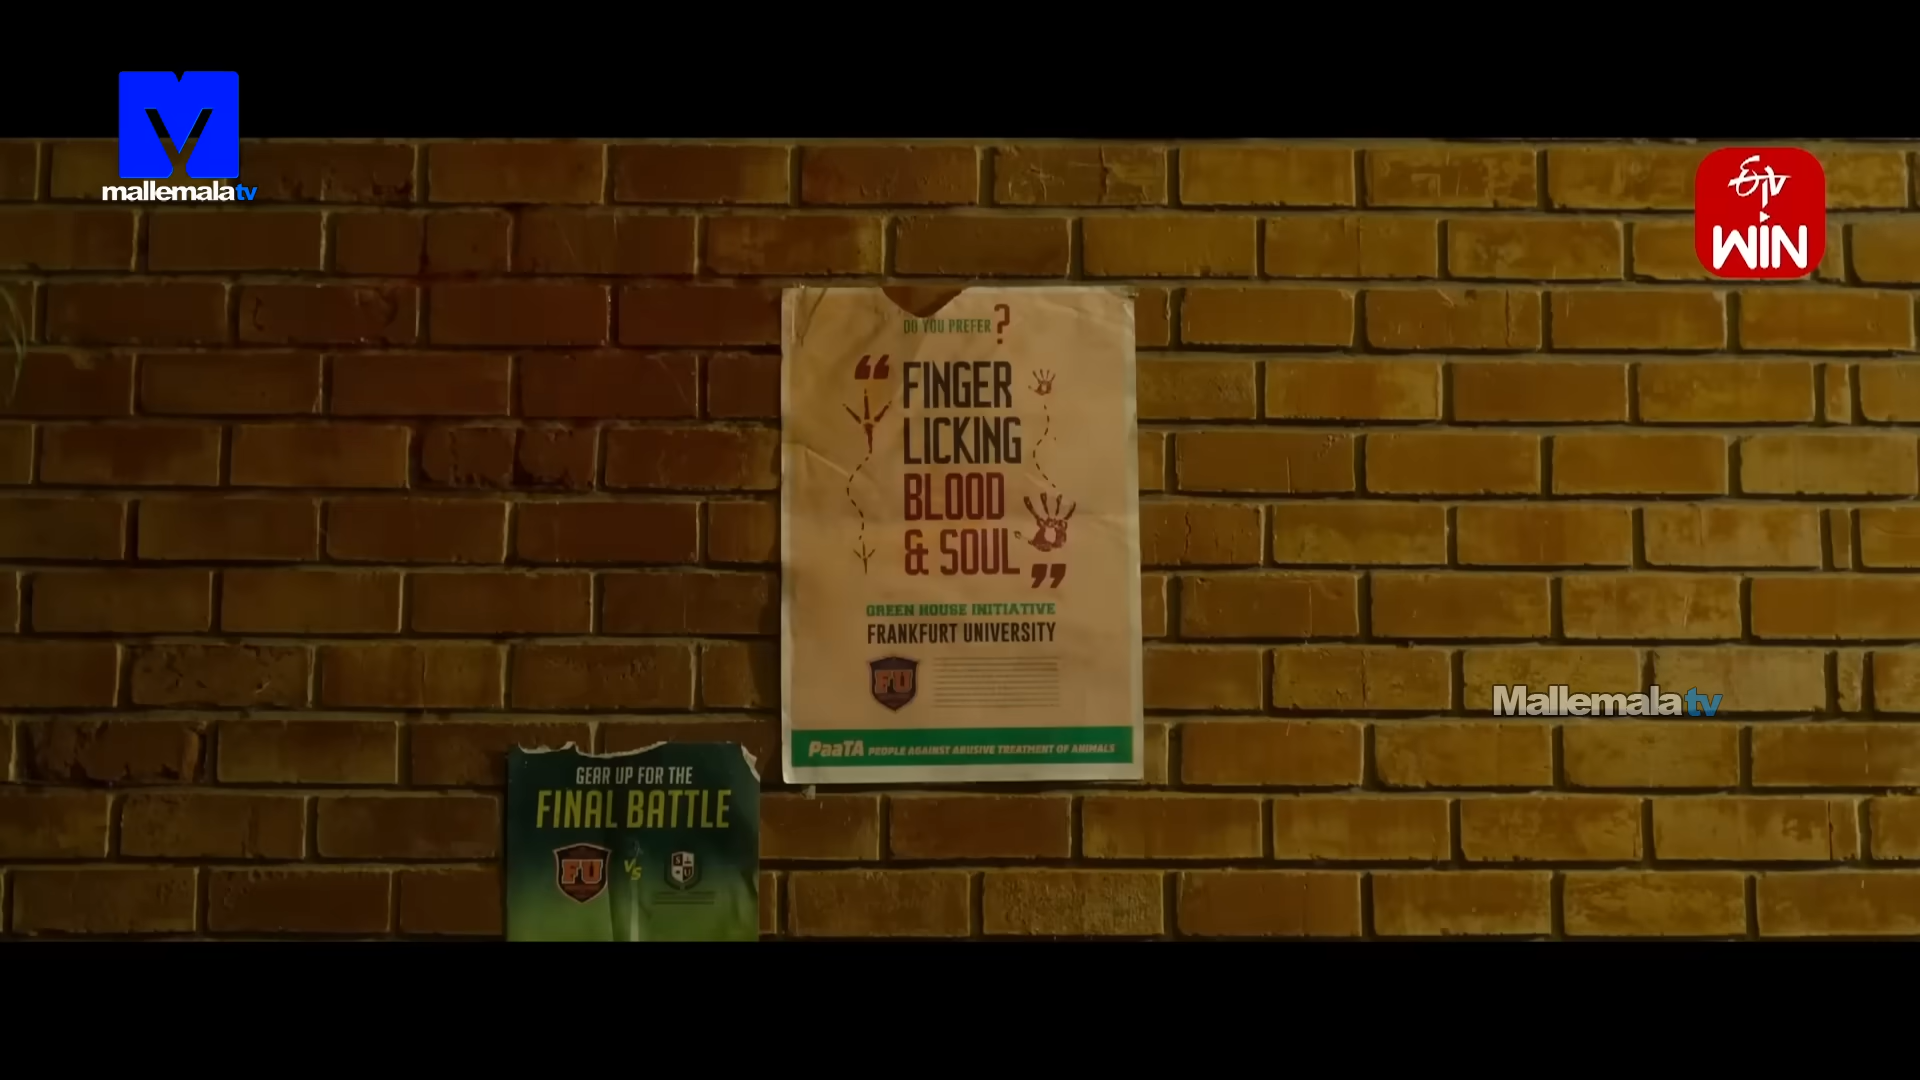 mallemalatv
ఈటీవీ
WIN
DO YOU PREFER ?
“ FINGER
LICKING
BLOOD
& SOUL ”
GREEN HOUSE INITIATIVE
FRANKFURT UNIVERSITY
FU
PaaTA PEOPLE AGAINST ABUSIVE TREATMENT OF ANIMALS
Mallemalatv
GEAR UP FOR THE
FINAL BATTLE
FU VS